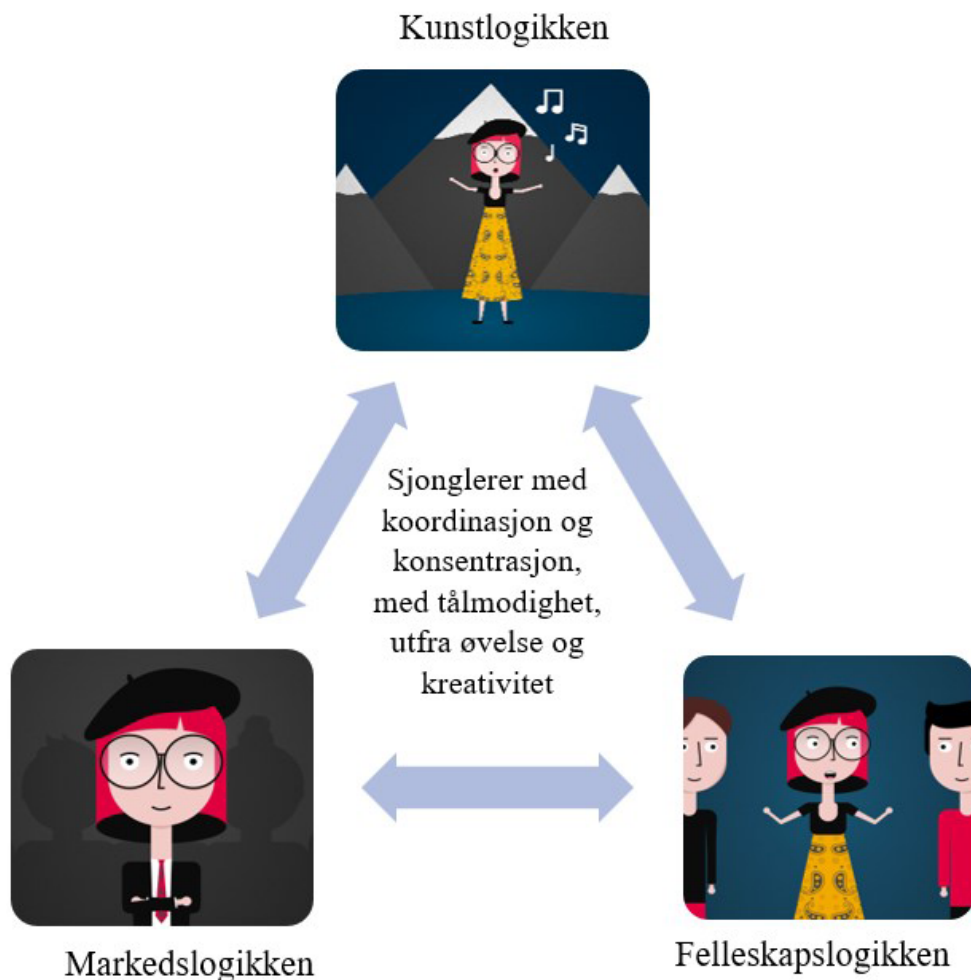 Kunstlogikken
Sjonglerer med
koordinasjon og
konsentrasjon,
med tålmodighet,
utfra øvelse og
kreativitet
Markedslogikken
Felleskapslogikken